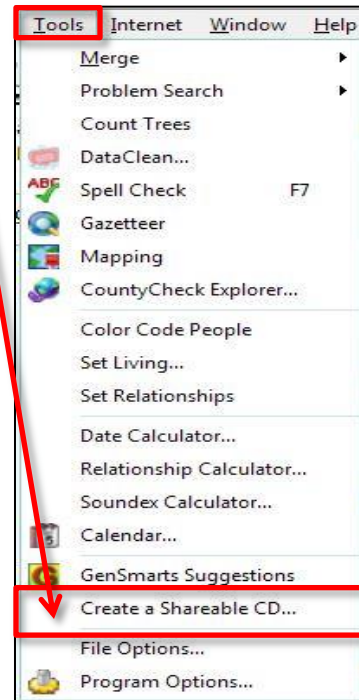 Tools Internet Window Help
Merge
Problem Search
Count Trees
DataClean...
ABC Spell Check F7
Gazetteer
Mapping
CountyCheck Explorer...
Color Code People
Set Living...
Set Relationships
Date Calculator...
Relationship Calculator...
Soundex Calculator...
5 Calendar...
G GenSmarts Suggestions
Create a Shareable CD...
File Options...
Program Options...